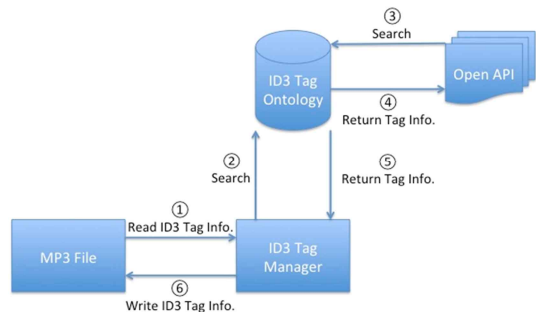 ③
Search
ID3 Tag
Ontology
Open API
④
Return Tag Info.
②
Search
⑤
Return Tag Info.
①
Read ID3 Tag Info.
MP3 File
ID3 Tag
Manager
⑥
Write ID3 Tag Info.